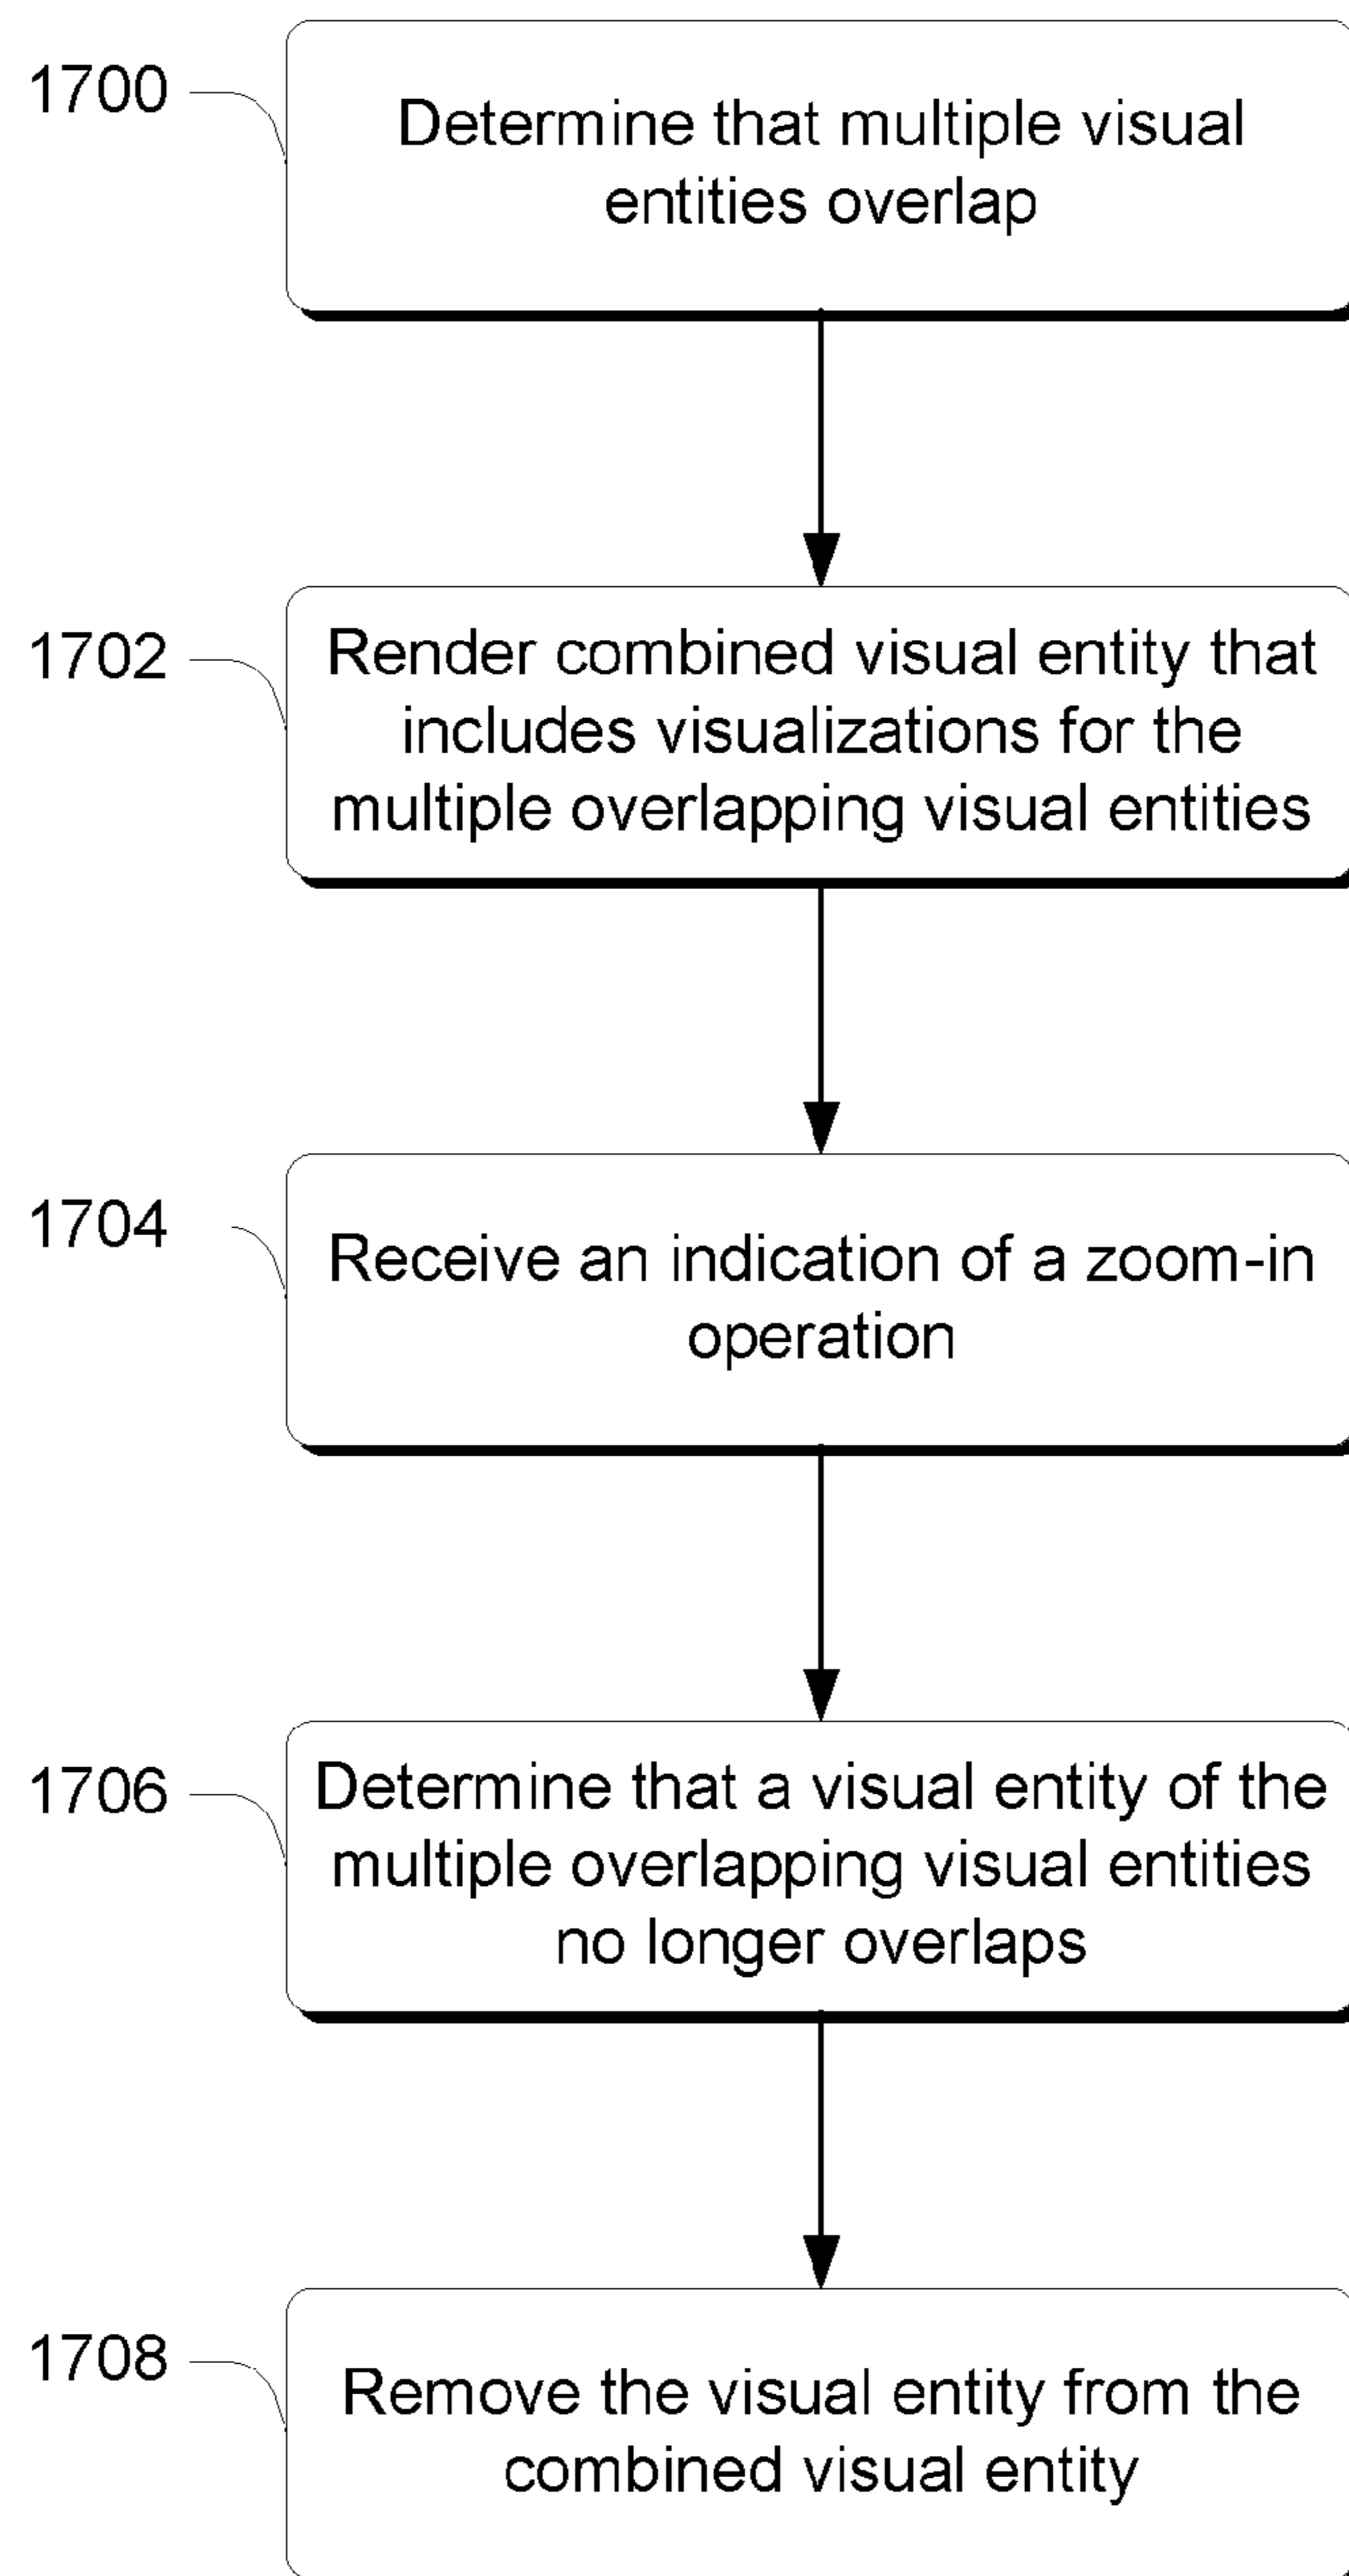 1700
Determine that multiple visual
entities overlap
1702
Render combined visual entity that
includes visualizations for the
multiple overlapping visual entities
1704
Receive an indication of a zoom-in
operation
1706
Determine that a visual entity of the
multiple overlapping visual entities
no longer overlaps
1708
Remove the visual entity from the
combined visual entity